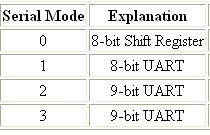 Serial Mode Explanation
0 8-bit Shift Register
1 8-bit UART
2 9-bit UART
3 9-bit UART